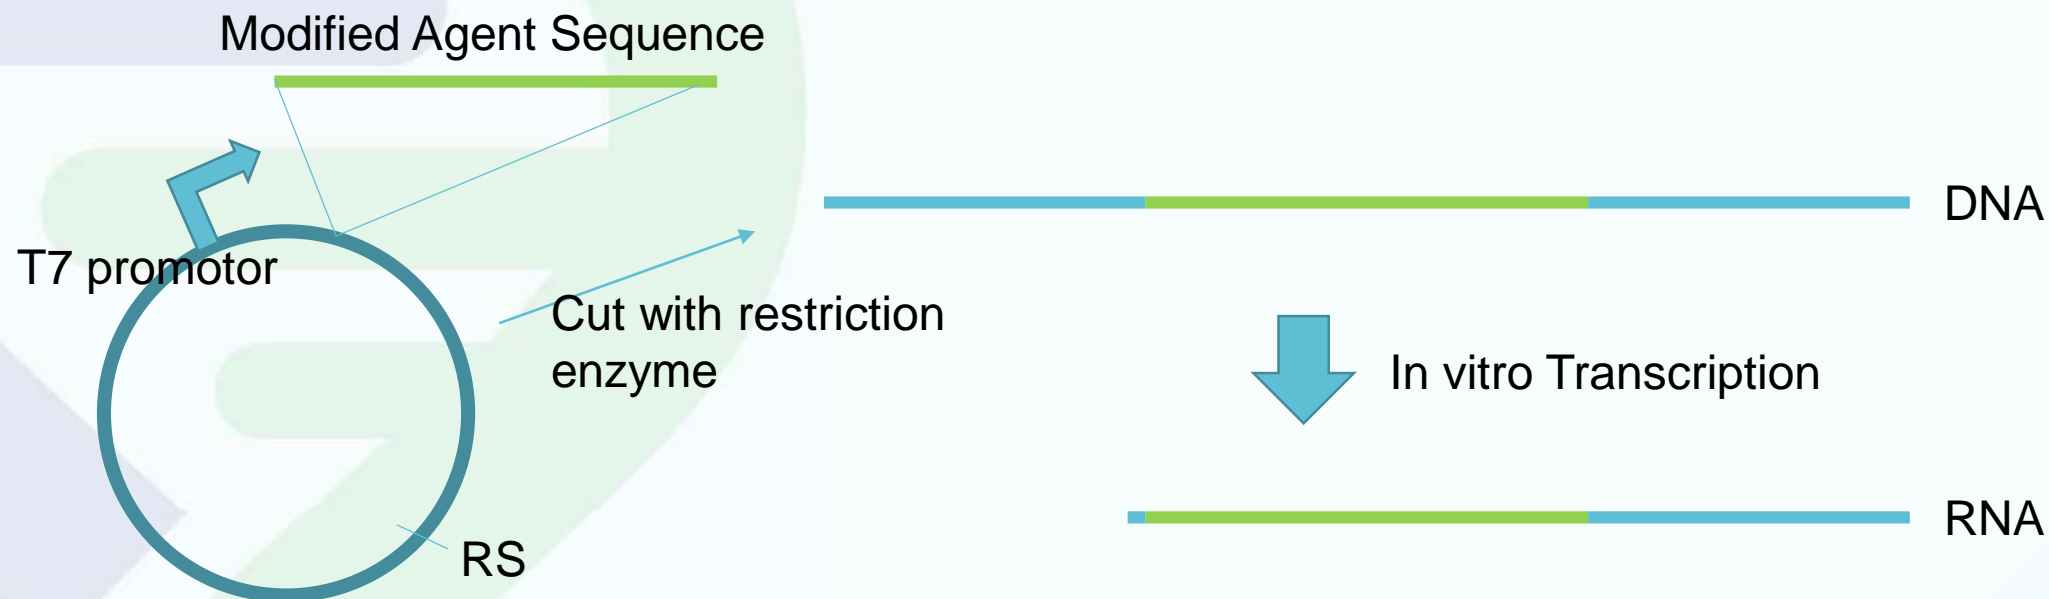 Modified Agent Sequence
T7 promotor
Cut with restriction
enzyme
RS
DNA
In vitro Transcription
RNA